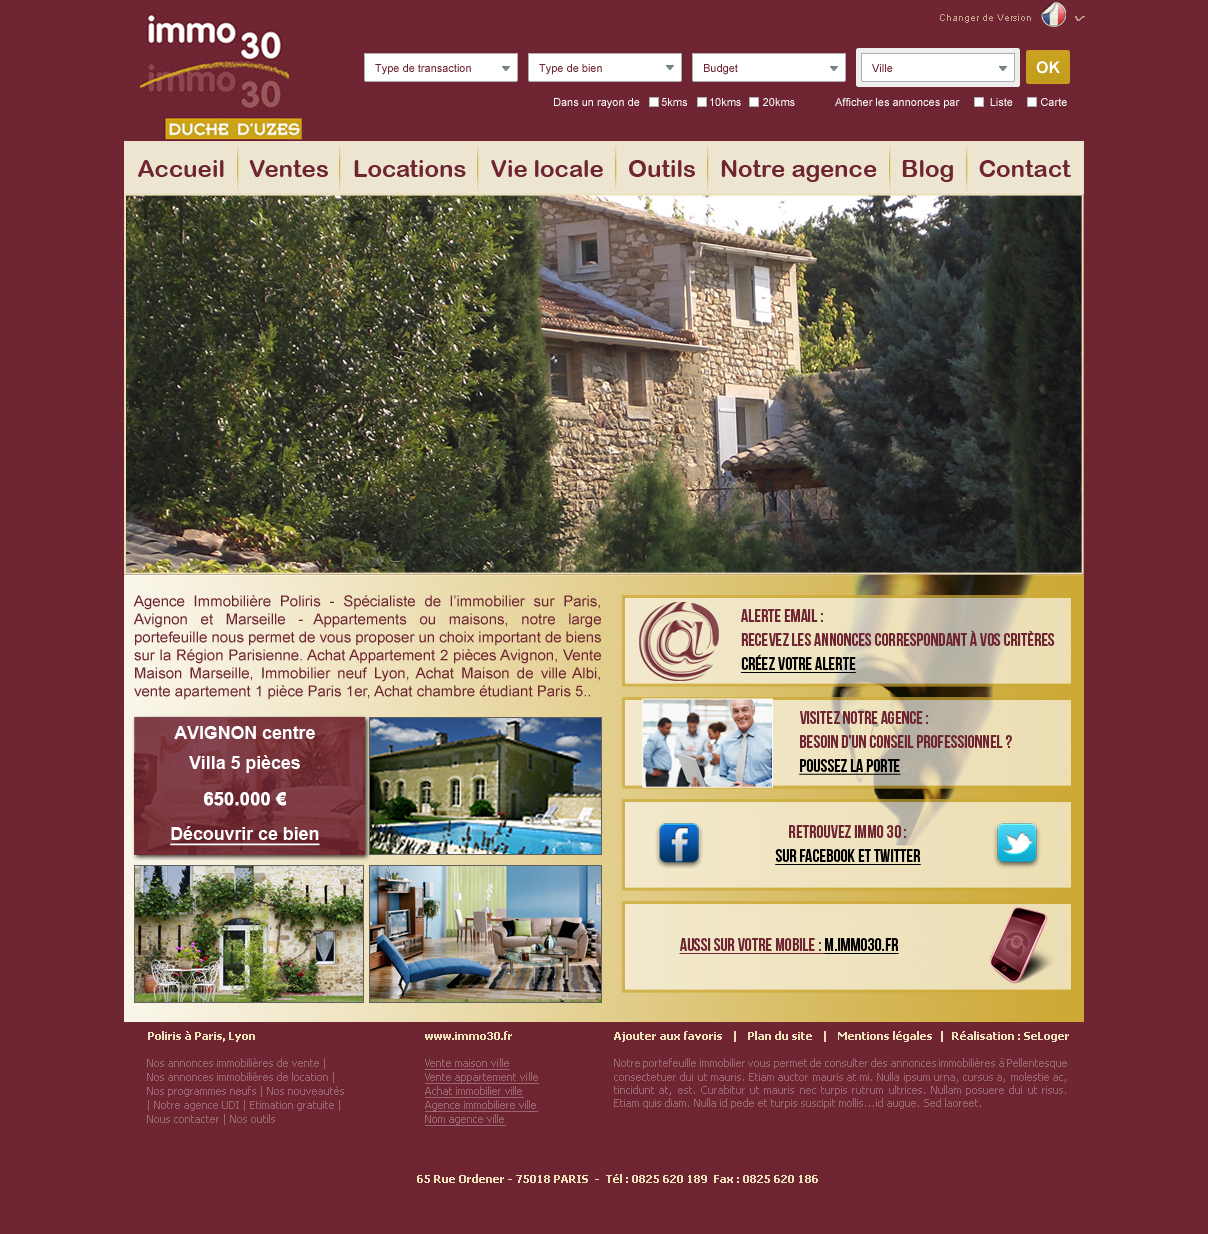 Changer de Version
immo 30
immo 30
DUCHE D'UZES
Type de transaction
Type de bien
Budget
Ville
OK
Dans un rayon de 5kms 10kms 20kms
Afficher les annonces par Liste Carte
Accueil
Ventes
Locations
Vie locale
Outils
Notre agence
Blog
Contact
Agence Immobilière Poliris - Spécialiste de l'immobilier sur Paris,
Avignon et Marseille - Appartements ou maisons, notre large
portefeuille nous permet de vous proposer un choix important de biens
sur la Région Parisienne. Achat Appartement 2 pièces Avignon, Vente
Maison Marseille, Immobilier neuf Lyon, Achat Maison de ville Albi,
vente apartement 1 pièce Paris 1er, Achat chambre étudiant Paris 5..
AVIGNON centre
Villa 5 pièces
650.000 €
Découvrir ce bien
ALERTE EMAIL :
RECEVEZ LES ANNONCES CORRESPONDANT À VOS CRITÈRES
CRÉEZ VOTRE ALERTE
VISITEZ NOTRE AGENCE :
BESOIN D'UN CONSEIL PROFESSIONNEL ?
POUSSEZ LA PORTE
RETROUVEZ IMMO 30 :
SUR FACEBOOK ET TWITTER
AUSSI SUR VOTRE MOBILE : M.IMMO30.FR
Poliris à Paris, Lyon
Nos annonces immobilières de vente |
Nos annonces immobilières de location |
Nos programmes neufs | Nos nouveautés
| Notre agence UDI | Etimation gratuite |
Nous contacter | Nos outils
www.immo30.fr
Vente maison ville
Vente appartement ville
Achat immobilier ville
Agence immobiliere ville
Nom agence ville
Ajouter aux favoris | Plan du site | Mentions légales | Réalisation : SeLoger
Notre portefeuille immobilier vous permet de consulter des annonces immobilières à Pellentesque
consectetuer dui ut mauris. Etiam auctor mauris at mi. Nulla ipsum urna, cursus a, molestie ac,
tincidunt at, est. Curabitur ut mauris nec turpis rutrum ultrices. Nullam posuere dui ut risus.
Etiam quis diam. Nulla id pede et turpis suscipit mollis...id augue. Sed laoreet.
65 Rue Ordener - 75018 PARIS - Tél : 0825 620 189 Fax : 0825 620 186